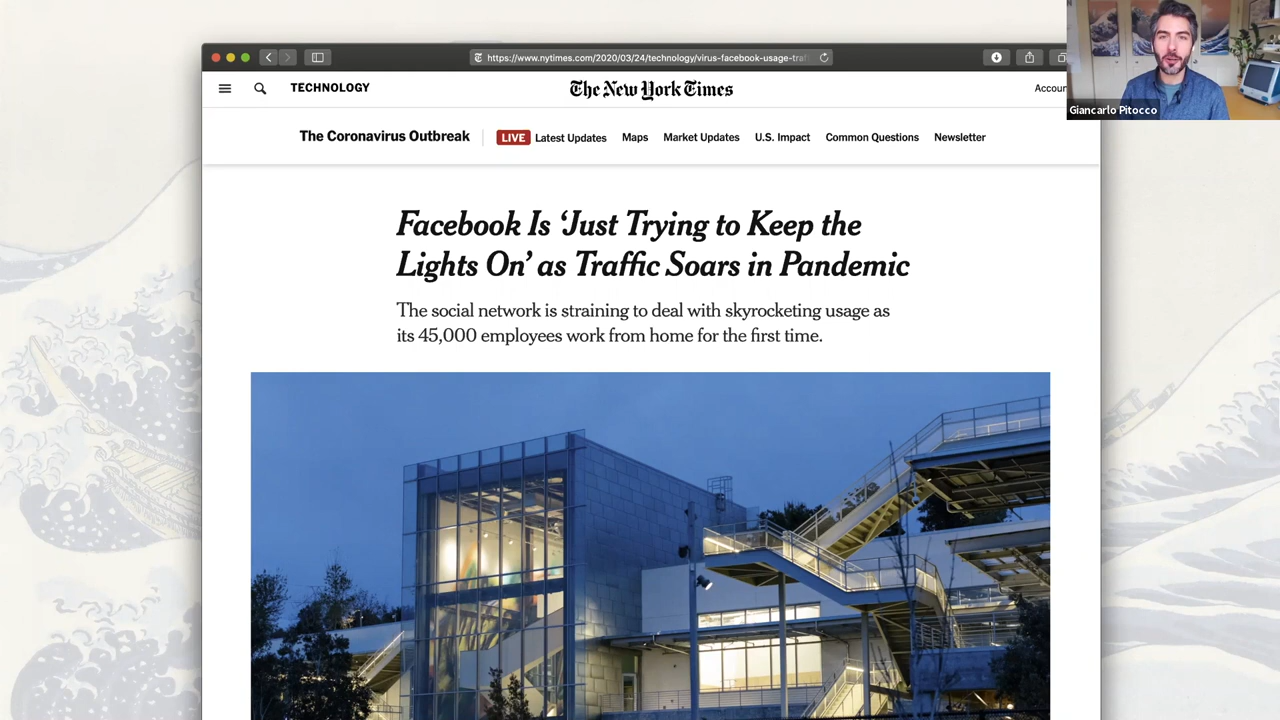 https://www.nytimes.com/2020/03/24/technology/virus-facebook-usage-traf
TECHNOLOGY
The New York Times
Accoun
Giancarlo Pitocco
The Coronavirus Outbreak
LIVE Latest Updates Maps Market Updates U.S. Impact Common Questions Newsletter
Facebook Is ‘Just Trying to Keep the
Lights On’ as Traffic Soars in Pandemic
The social network is straining to deal with skyrocketing usage as
its 45,000 employees work from home for the first time.